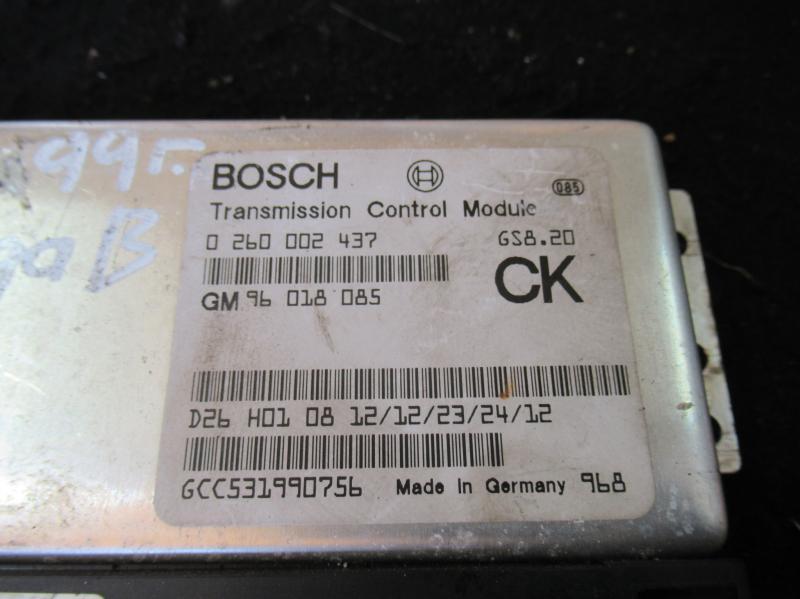 99г.
BOSCH
085
Transmission Control Module
0 260 002 437 GS8.20
CK
GM 96 018 085
D26 H01 08 12/12/23/24/12
GCC531990756 Made in Germany 968